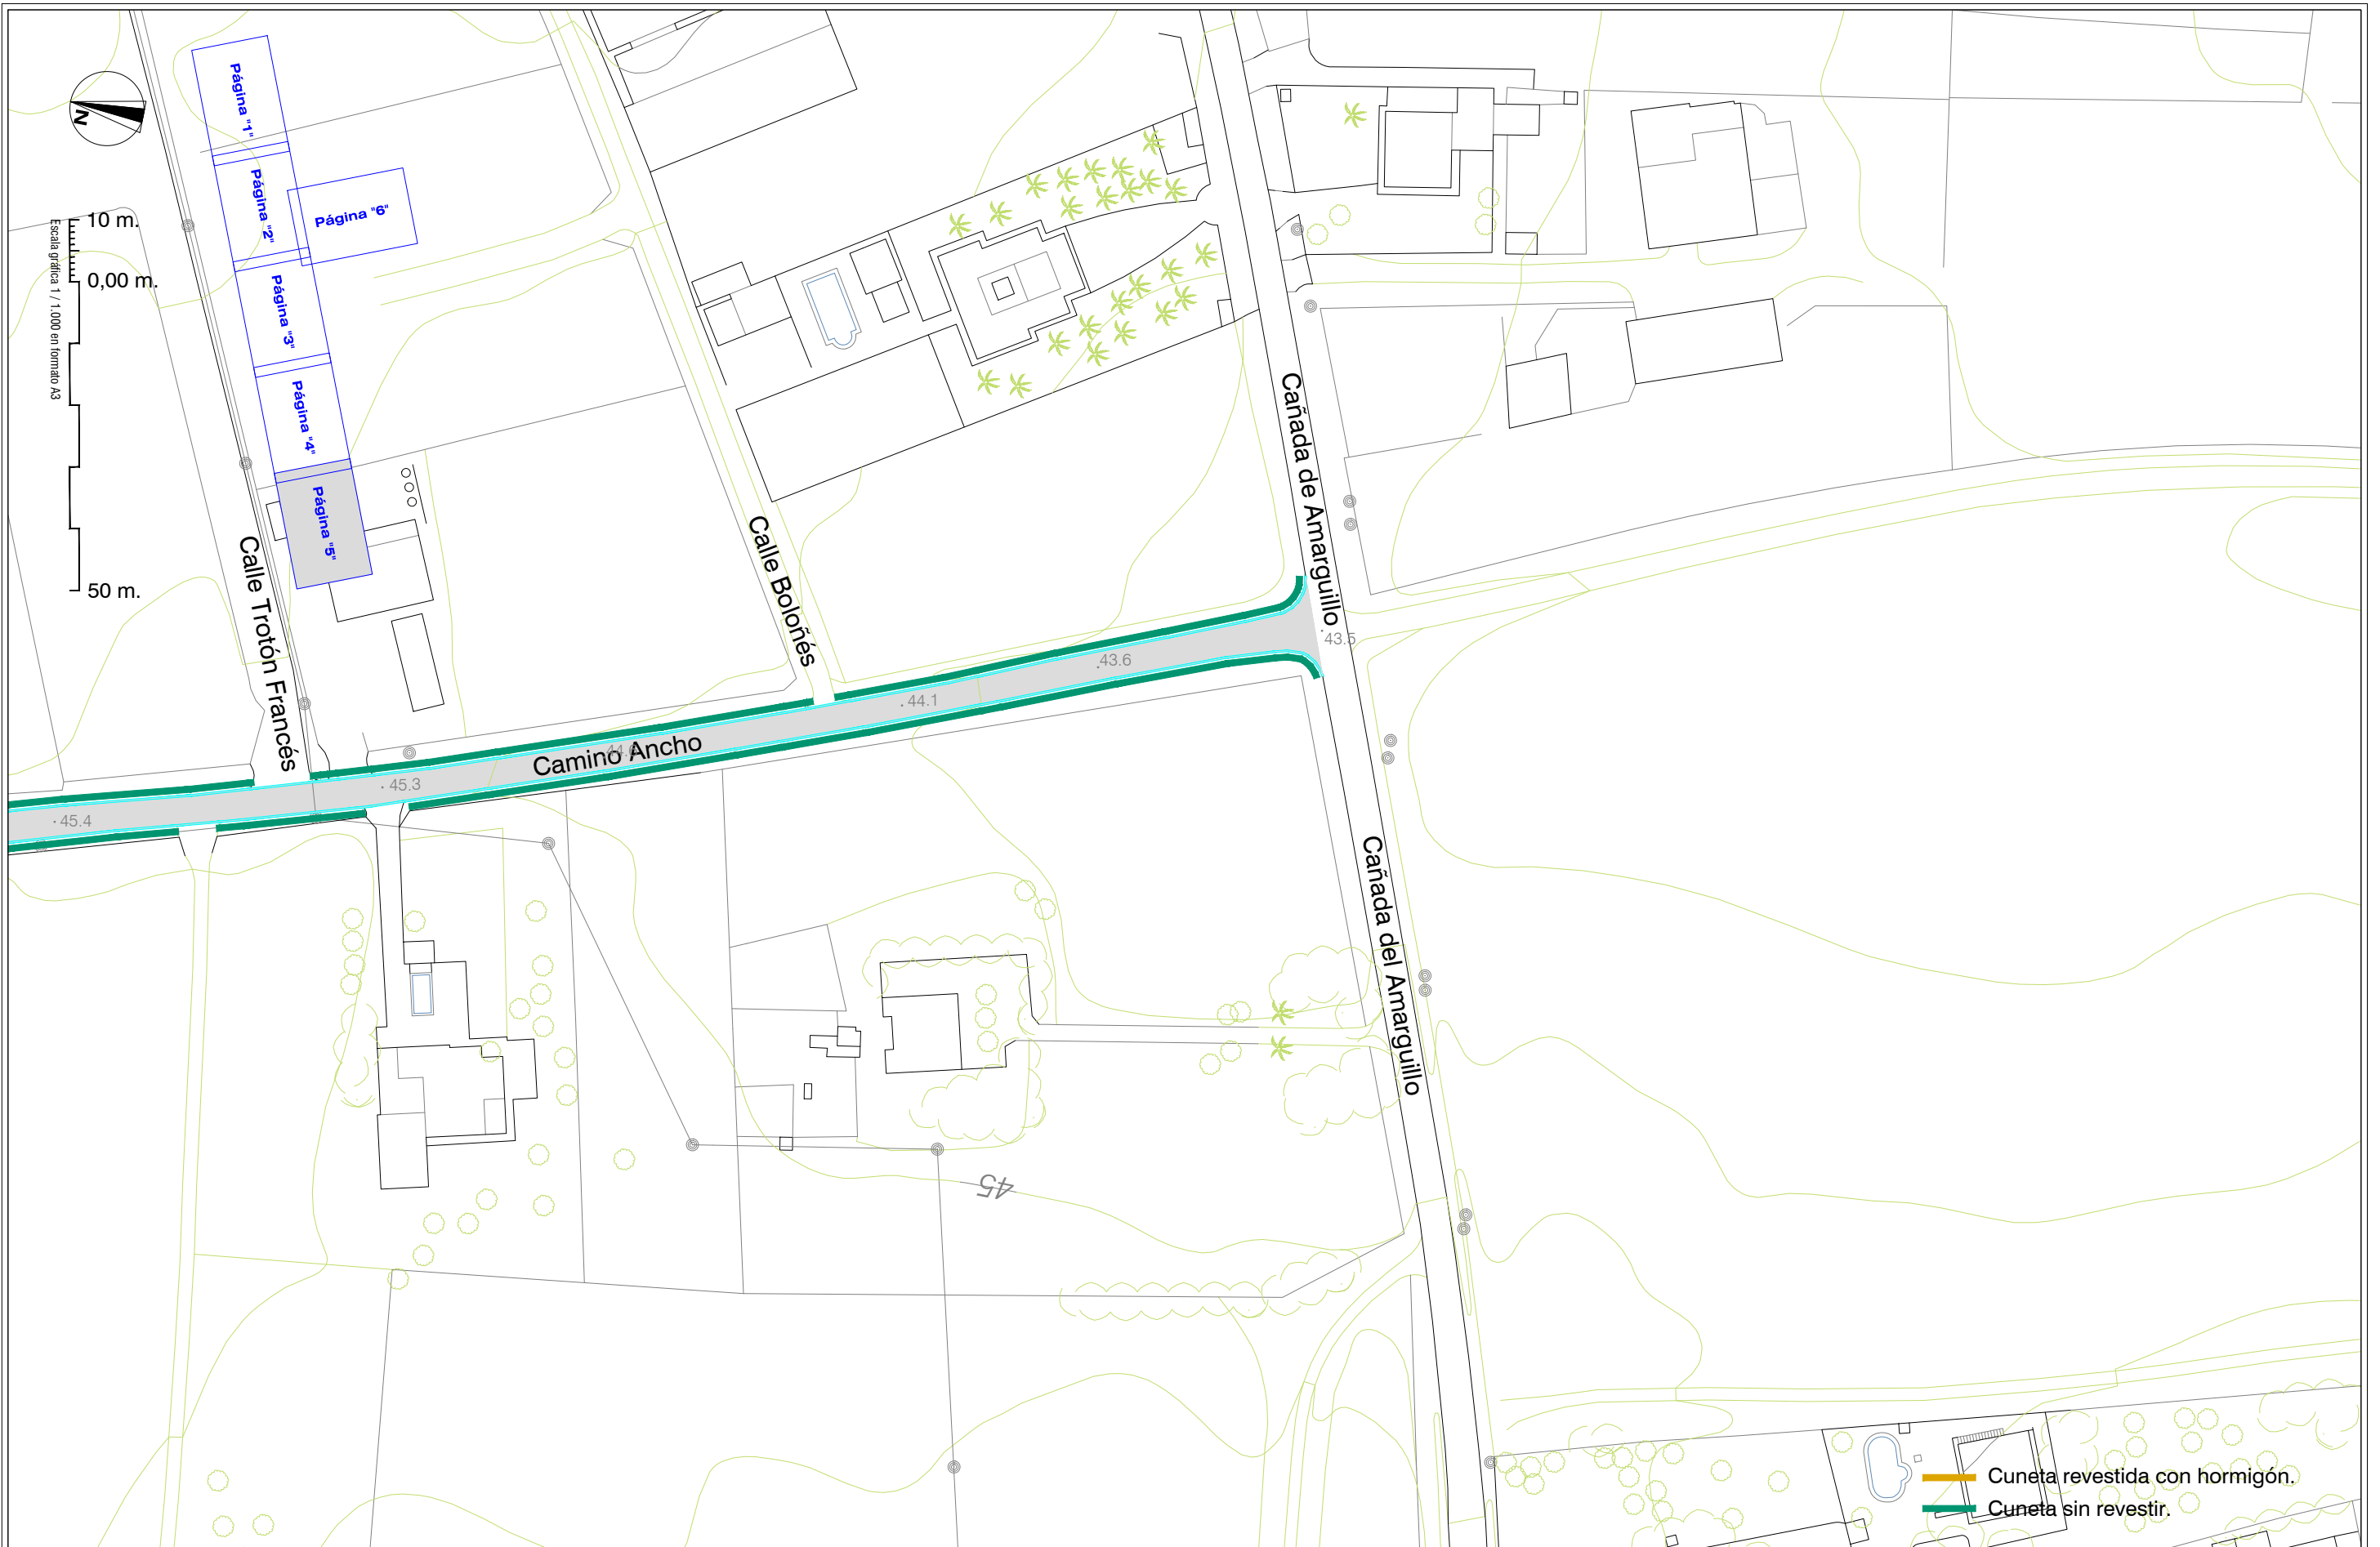 Página "1"
Página "2"
Página "6"
Página "3"
Página "4"
Página "5"
N
10 m.
0,00 m.
50 m.
Escala gráfica 1 / 1.000 en formato A3
Calle Trotón Francés
Calle Boloñés
Cañada de Amarguillo
43.5
43.6
44.1
Camino Ancho
45.3
45.4
Cañada del Amarguillo
45
Cuneta revestida con hormigón.
Cuneta sin revestir.